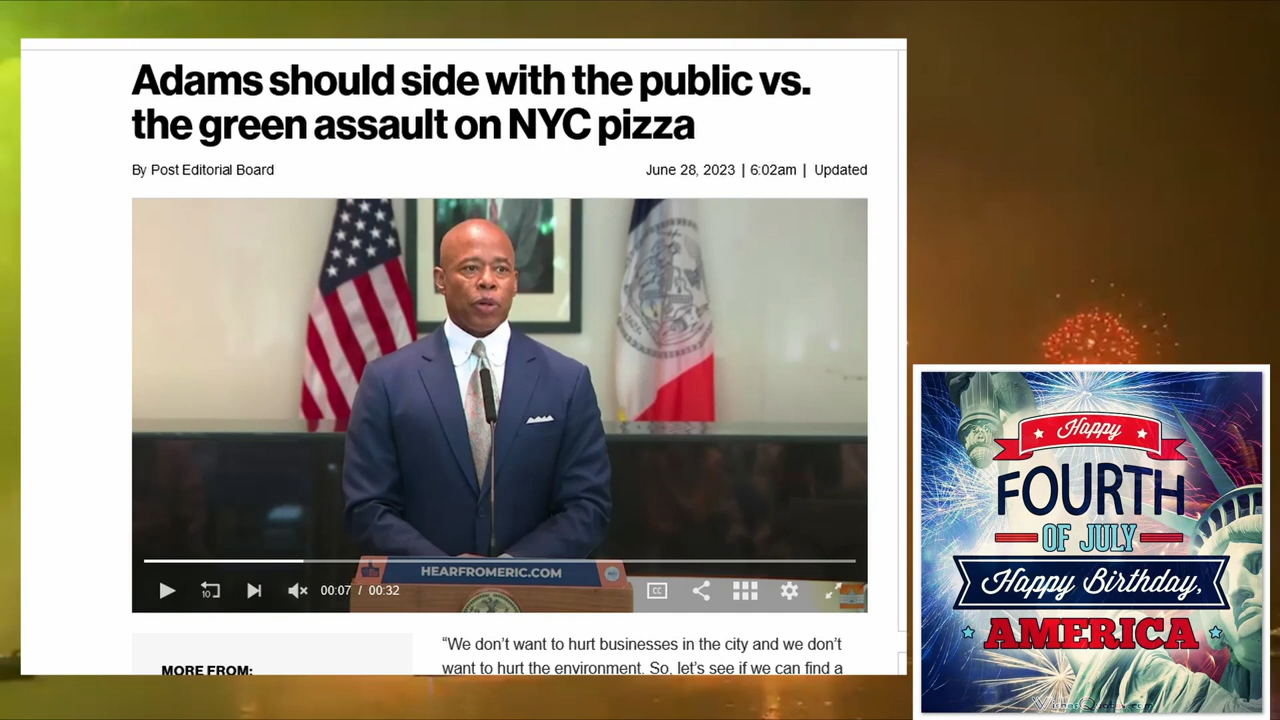 Adams should side with the public vs.
the green assault on NYC pizza
By Post Editorial Board
June 28, 2023 | 6:02am | Updated
HEARFROMERIC.COM
10
00:07 / 00:32
CC
MORE FROM:
“We don’t want to hurt businesses in the city and we don’t
want to hurt the environment. So, let’s see if we can find a
Happy
FOURTH
OF JULY
Happy Birthday,
AMERICA